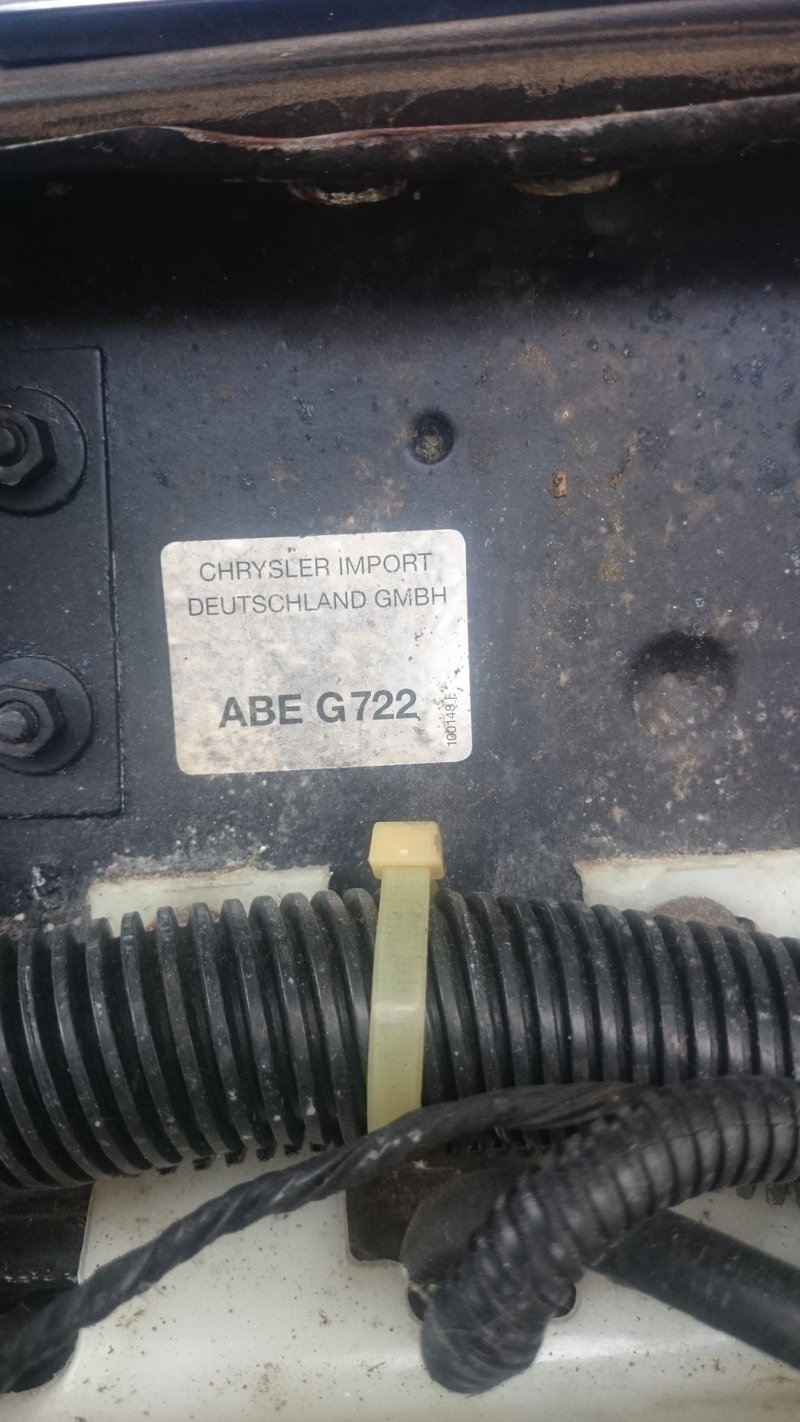 CHRYSLER IMPORT
DEUTSCHLAND GMBH
ABE G722
100148 F